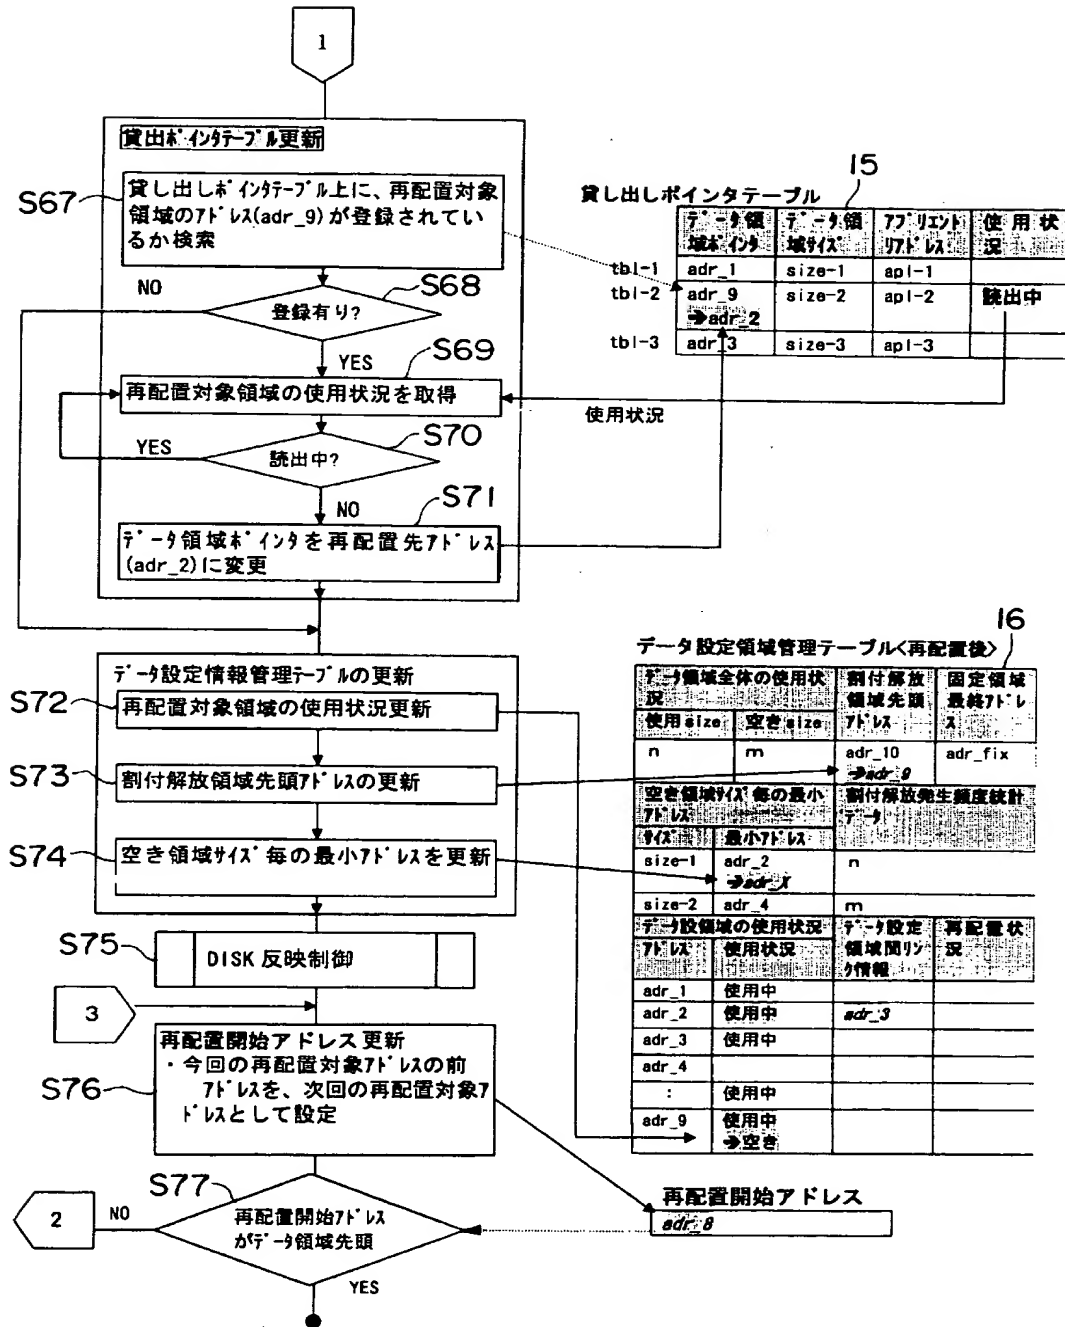 1
貸出ポインタテーブル更新
S67
貸し出しポインタテーブル上に、再配置対象
領域のアドレス(adr_9)が登録されてい
るか検索
NO
S68
登録有り?
YES
S69
再配置対象領域の使用状況を取得
YES
S70
読出中?
NO
S71
データ領域ポインタを再配置先アドレス
(adr_2)に変更
15
貸し出しポインタテーブル
データ領 データ領 アプリエント 使用状
域ポインタ 域サイズ リアドレス 況
tbl-1 adr_1 size-1 apl-1
tbl-2 adr_9 size-2 apl-2 読出中
➔adr_2
tbl-3 adr_3 size-3 apl-3
使用状況
データ設定情報管理テーブルの更新
S72
再配置対象領域の使用状況更新
S73
割付解放領域先頭アドレスの更新
S74
空き領域サイズ毎の最小アドレスを更新
S75
DISK 反映制御
3
再配置開始アドレス更新
S76
・今回の再配置対象アドレスの前
アドレスを、次回の再配置対象ア
ドレスとして設定
S77
再配置開始アドレス
がデータ領域先頭
NO
2
YES
16
データ設定領域管理テーブル<再配置後>
データ領域全体の使用状 割付解放 固定領域
況 領域先頭 最終アドレ
使用size 空きsize アドレス ス
n m adr_10 adr_fix
➔adr_9
空き領域サイズ毎の最小 割付解放発生頻度統計
アドレス データ
サイズ 最小アドレス
size-1 adr_2 n
➔adr_X
size-2 adr_4 m
データ設領域の使用状況 データ設定 再配置状
アドレス 使用状況 領域間リン 況
ク情報
adr_1 使用中
adr_2 使用中 adr_3
adr_3 使用中
adr_4
: 使用中
adr_9 使用中
➔空き
再配置開始アドレス
adr_8